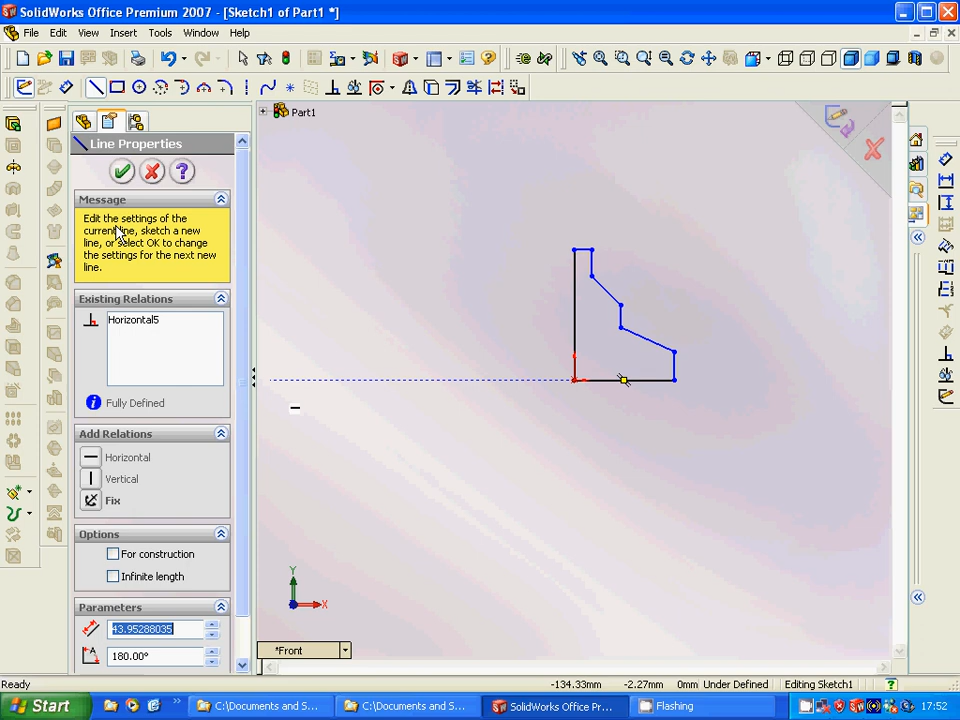 SolidWorks Office Premium 2007 - [Sketch1 of Part1 *]
File Edit View Insert Tools Window Help
Part1
Line Properties
Message
Edit the settings of the
current line, sketch a new
line, or select OK to change
the settings for the next new
line.
Existing Relations
Horizontal5
Fully Defined
Add Relations
Horizontal
Vertical
Fix
Options
For construction
Infinite length
Parameters
43.95288035
180.00°
Y
X
*Front
Ready
-134.33mm -2.27mm 0mm Under Defined Editing Sketch1
Start
C:\Documents and S...
C:\Documents and S...
SolidWorks Office Pr...
Flashing
17:52